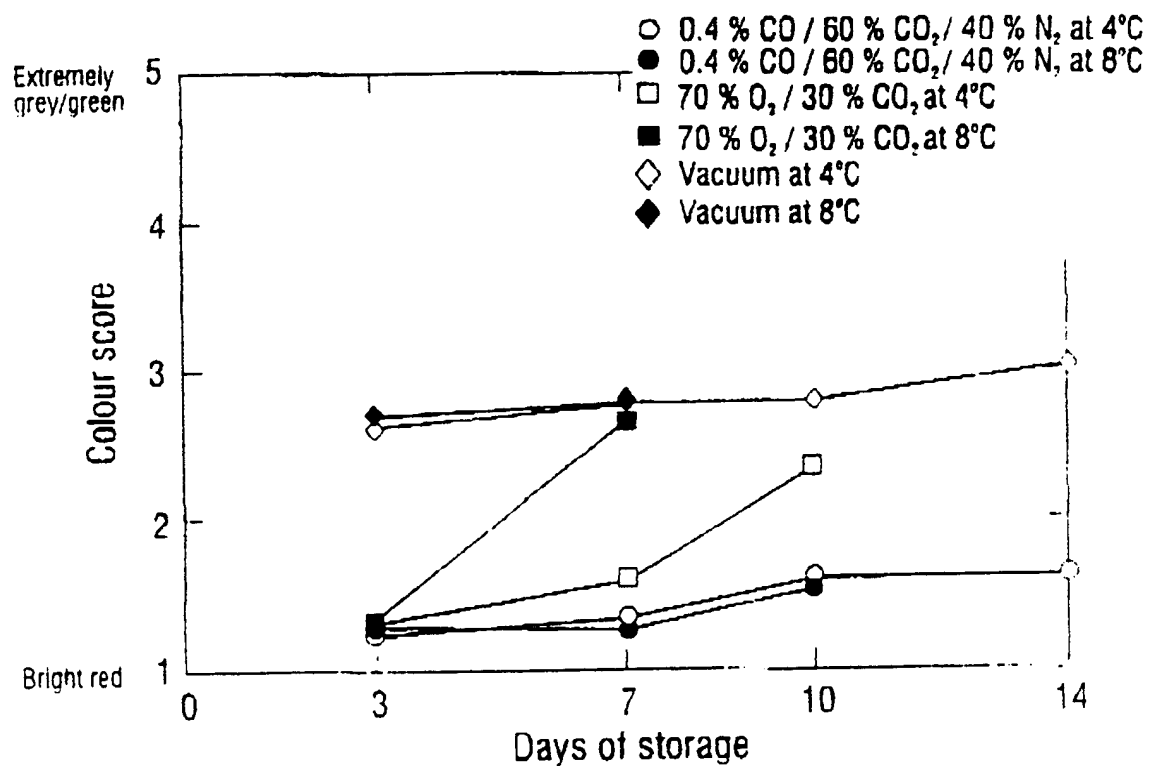 ○ 0.4 % CO / 60 % CO₂ / 40 % N₂ at 4°C
● 0.4 % CO / 60 % CO₂ / 40 % N₂ at 8°C
□ 70 % O₂ / 30 % CO₂ at 4°C
■ 70 % O₂ / 30 % CO₂ at 8°C
◇ Vacuum at 4°C
◆ Vacuum at 8°C
Extremely
grey/green
5
4
3
2
1
Bright red
Colour score
0 3 7 10 14
Days of storage